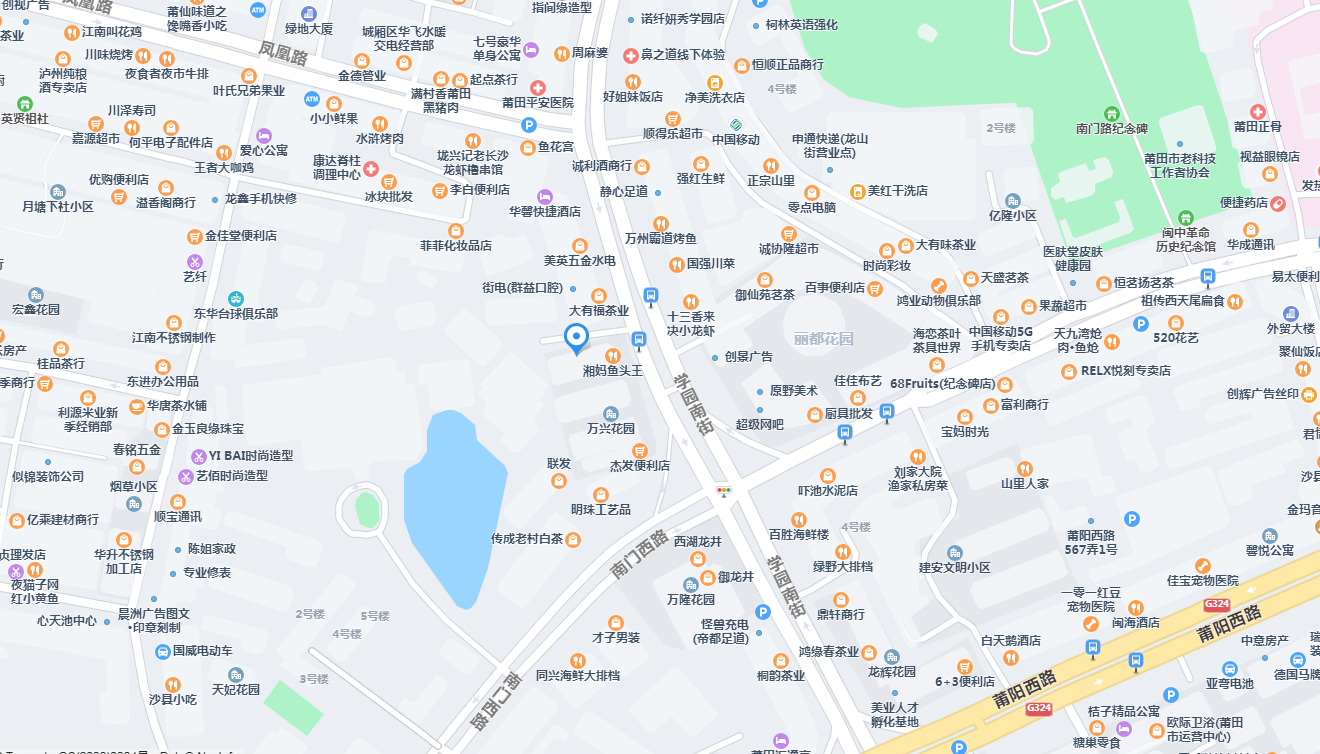 创视广告
凤凰路
莆仙味道之
馋嘴香小吃
ATM
绿地大厦
指间缘造型
诺纤妍秀学园店
柯林英语强化
茶业
江南叫花鸡
城厢区华飞水暖
交电经营部
七号豪华
单身公寓
周麻婆
鼻之道线下体验
凤凰路
川味烧烤
泸州纯粮
酒专卖店
夜食者夜市牛排
叶氏兄弟果业
金德管业
满村香莆田
黑猪肉
起点茶行
莆田平安医院
好姐妹饭店
净美洗衣店
恒顺正品商行
4号楼
英贤祖社
川泽寿司
嘉源超市
何平电子配件店
ATM
小小鲜果
水浒烤肉
顺得乐超市
中国移动
申通快递(龙山
街营业点)
2号楼
南门路纪念碑
莆田正骨
爱心公寓
王者大咖鸡
康达脊柱
调理中心
垅兴记老长沙
龙虾橹串馆
鱼花宫
诚利酒商行
强红生鲜
正宗山里
莆田市老科技
工作者协会
视益眼镜店
优购便利店
月塘下社小区
溢香阁商行
龙鑫手机快修
冰块批发
李白便利店
静心足道
华馨快捷酒店
零点电脑
美红干洗店
亿隆小区
便捷药店
金佳堂便利店
菲菲化妆品店
万州霸道烤鱼
诚协隆超市
大有味茶业
时尚彩妆
闽中革命
历史纪念馆
华成通讯
艺纤
美英五金水电
国强川菜
医肤堂皮肤
健康园
宏鑫花园
东华台球俱乐部
街电(群益口腔)
大有福茶业
十三香来
决小龙虾
御仙苑茗茶
百事便利店
鸿业动物俱乐部
天盛茗茶
恒茗扬茗茶
易太便利
祖传西天尾扁食
果蔬超市
江南不锈钢制作
丽都花园
海恋茶叶
茶具世界
中国移动5G
手机专卖店
天九湾炝
肉•鱼炝
520花艺
外贸大楼
桂品茶行
湘妈鱼头王
创景广告
聚仙饭店
季商行
东进办公用品
学园南街
原野美术
佳佳布艺
68Fruits(纪念碑店)
RELX悦刻专卖店
利源米业新
季经销部
华唐茶水铺
万兴花园
超级网吧
厨具批发
富利商行
创辉广告丝印
金玉良缘珠宝
宝妈时光
春铭五金
YI BAI时尚造型
似锦装饰公司
艺佰时尚造型
烟草小区
联发
杰发便利店
刘家大院
渔家私房菜
山里人家
吓池水泥店
亿乘建材商行
顺宝通讯
明珠工艺品
百胜海鲜楼
4号楼
莆阳西路
567弄1号
传成老村白茶
华升不锈钢
加工店
陈姐家政
南门西路
西湖龙井
馨悦公寓
夜猫子网
红小黄鱼
专业修表
御龙井
学园南街
绿野大排档
建安文明小区
佳宝宠物医院
万隆花园
一零一红豆
宠物医院
闽海酒店
G324
莆阳西路
心天池中心
晨洲广告图文
•印章刻制
2号楼
5号楼
4号楼
才子男装
怪兽充电
(帝都足道)
鼎轩商行
白天鹅酒店
中意房产
国威电动车
鸿缘春茶业
龙辉花园
3号楼
天妃花园
同兴海鲜大排档
桐韵茶业
6+3便利店
亚弯电池
德国马牌
沙县小吃
南门西路
美业人才
孵化基地
莆阳西路
G324
桔子精品公寓
糖巢零食
欧际卫浴(莆田
市运营中心)